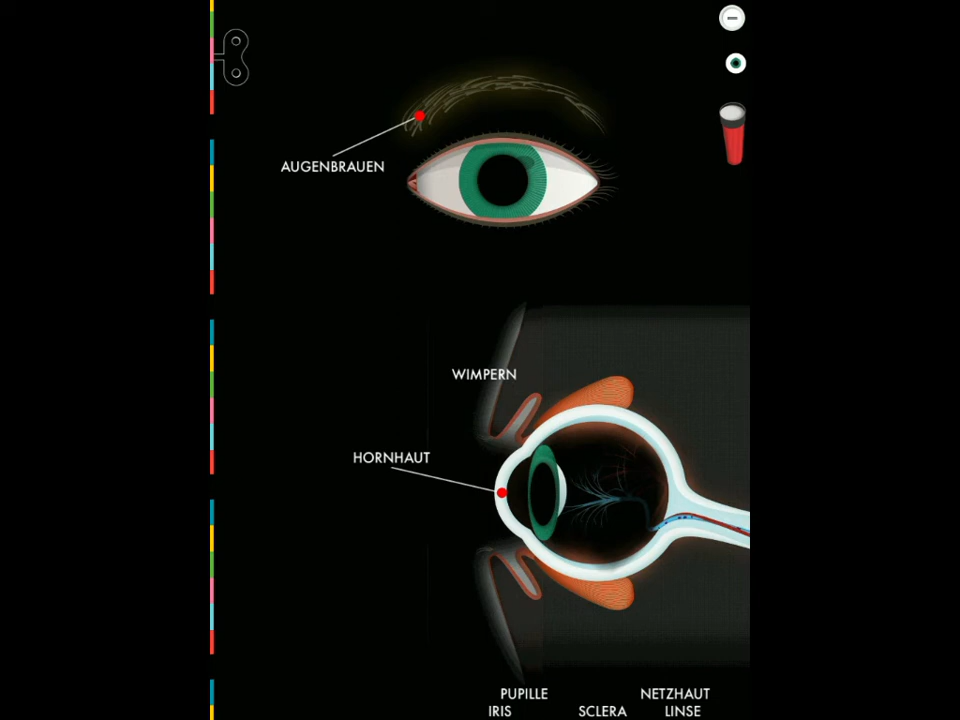 AUGENBRAUEN
WIMPERN
HORNHAUT
PUPILLE
NETZHAUT
IRIS
SCLERA
LINSE